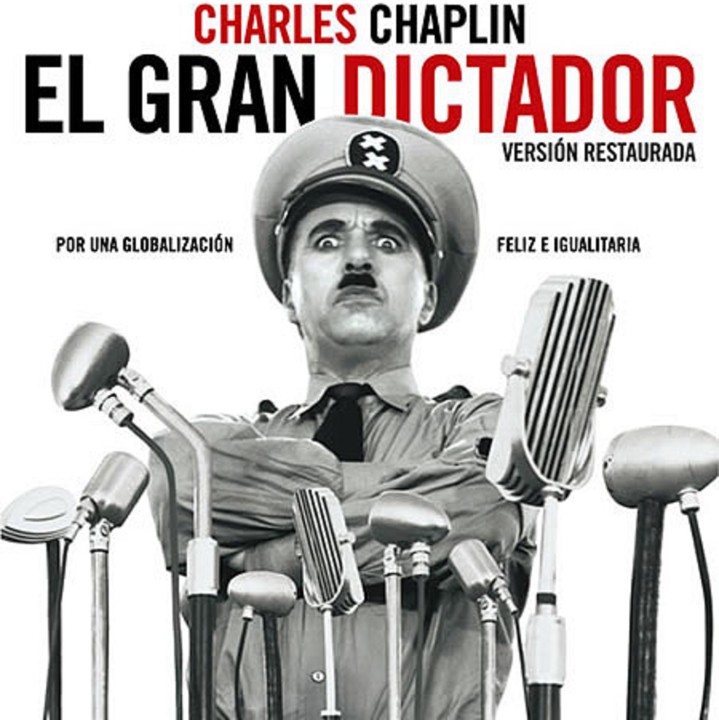 CHARLES CHAPLIN
EL GRAN DICTADOR
VERSIÓN RESTAURADA
POR UNA GLOBALIZACIÓN FELIZ E IGUALITARIA